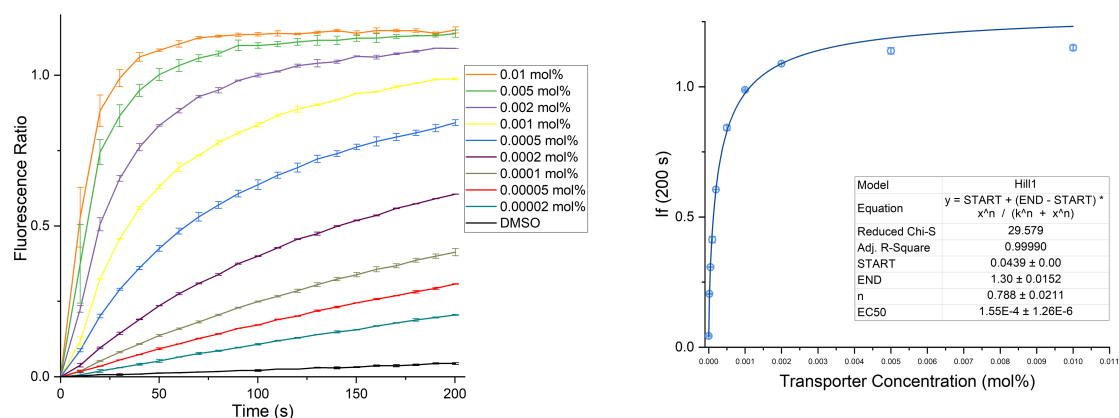 Fluorescence Ratio
1.0
0.5
0.0
0
50
100
150
200
Time (s)
0.01 mol%
0.005 mol%
0.002 mol%
0.001 mol%
0.0005 mol%
0.0002 mol%
0.0001 mol%
0.00005 mol%
0.00002 mol%
DMSO
If (200 s)
1.0
0.5
0.0
0.000
0.001
0.002
0.003
0.004
0.005
0.006
0.007
0.008
0.009
0.010
0.011
Transporter Concentration (mol%)
Model Hill1
Equation y = START + (END - START) * x^n / (k^n + x^n)
Reduced Chi-S 29.579
Adj. R-Square 0.99990
START 0.0439 ± 0.00
END 1.30 ± 0.0152
n 0.788 ± 0.0211
EC50 1.55E-4 ± 1.26E-6